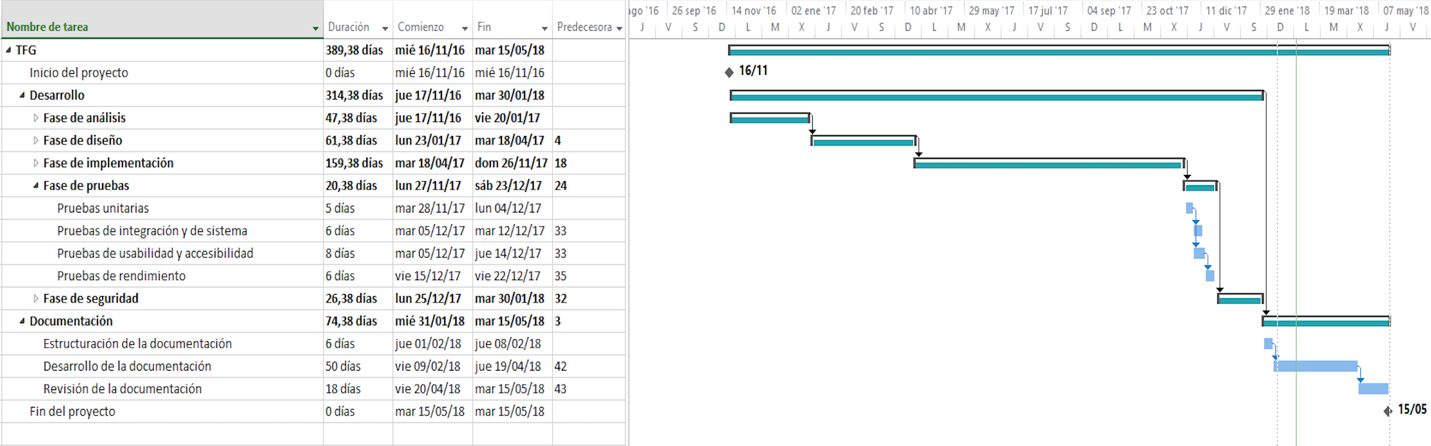 Nombre de tarea Duración Comienzo Fin Predecesora
ago '16 26 sep '16 14 nov '16 02 ene '17 20 feb '17 10 abr '17 29 may '17 17 jul '17 04 sep '17 23 oct '17 11 dic '17 29 ene '18 19 mar '18 07 may '18
J V S D L M X J V S D L M X J V S D L M X J V S D L M X J V
TFG 389,38 días mié 16/11/16 mar 15/05/18
Inicio del proyecto 0 días mié 16/11/16 mié 16/11/16 16/11
Desarrollo 314,38 días jue 17/11/16 mar 30/01/18
Fase de análisis 47,38 días jue 17/11/16 vie 20/01/17
Fase de diseño 61,38 días lun 23/01/17 mar 18/04/17 4
Fase de implementación 159,38 días mar 18/04/17 dom 26/11/17 18
Fase de pruebas 20,38 días lun 27/11/17 sáb 23/12/17 24
Pruebas unitarias 5 días mar 28/11/17 lun 04/12/17
Pruebas de integración y de sistema 6 días mar 05/12/17 mar 12/12/17 33
Pruebas de usabilidad y accesibilidad 8 días mar 05/12/17 jue 14/12/17 33
Pruebas de rendimiento 6 días vie 15/12/17 vie 22/12/17 35
Fase de seguridad 26,38 días lun 25/12/17 mar 30/01/18 32
Documentación 74,38 días mié 31/01/18 mar 15/05/18 3
Estructuración de la documentación 6 días jue 01/02/18 jue 08/02/18
Desarrollo de la documentación 50 días vie 09/02/18 jue 19/04/18 42
Revisión de la documentación 18 días vie 20/04/18 mar 15/05/18 43
Fin del proyecto 0 días mar 15/05/18 mar 15/05/18 15/05